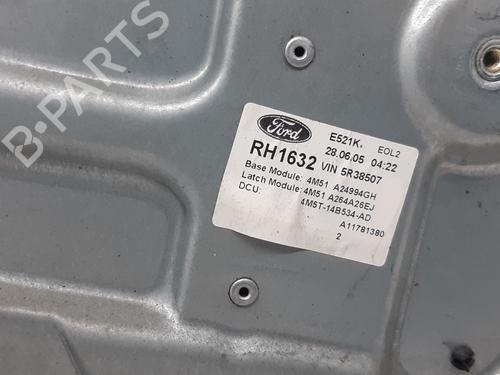 B-PARTS
Ford
E521K. EOL2
28.06.05 04:22
RH1632 VIN 5R38507
Base Module: 4M51 A24994GH
Latch Module: 4M51 A264A26EJ
DCU: 4M5T-14B534-AD
A11781380
2